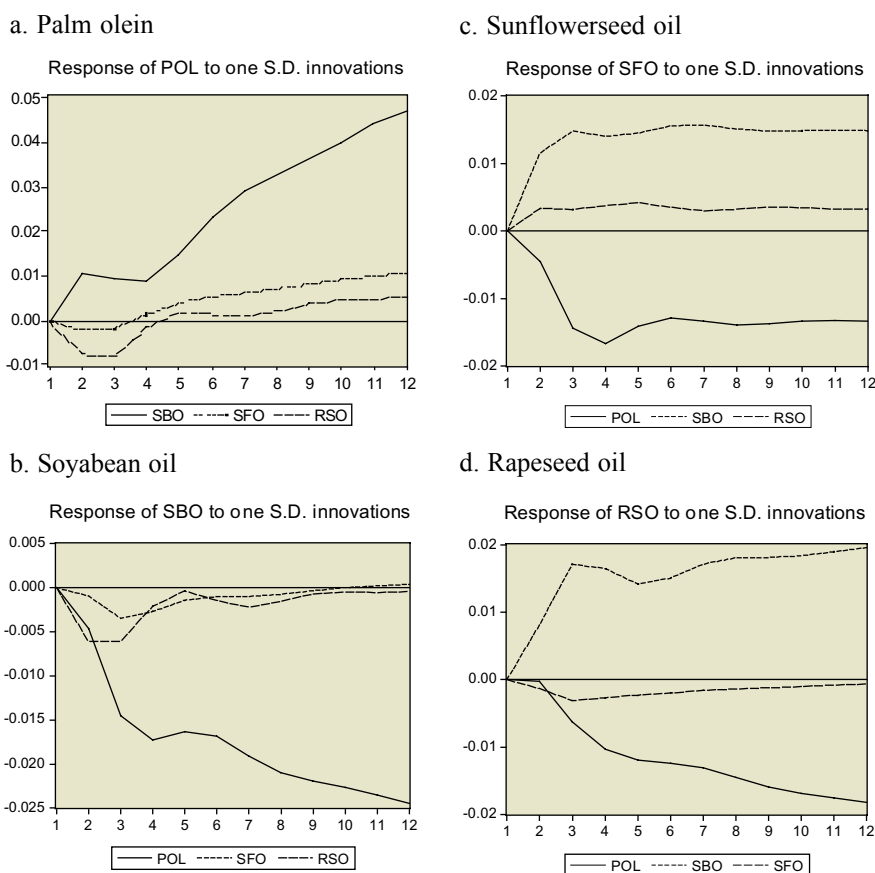 a. Palm olein
Response of POL to one S.D. innovations
0.05
0.04
0.03
0.02
0.01
0.00
-0.01
1 2 3 4 5 6 7 8 9 10 11 12
SBO SFO RSO
b. Soyabean oil
Response of SBO to one S.D. innovations
0.005
0.000
-0.005
-0.010
-0.015
-0.020
-0.025
1 2 3 4 5 6 7 8 9 10 11 12
POL SFO RSO
c. Sunflowerseed oil
Response of SFO to one S.D. innovations
0.02
0.01
0.00
-0.01
-0.02
1 2 3 4 5 6 7 8 9 10 11 12
POL SBO RSO
d. Rapeseed oil
Response of RSO to one S.D. innovations
0.02
0.01
0.00
-0.01
-0.02
1 2 3 4 5 6 7 8 9 10 11 12
POL SBO SFO